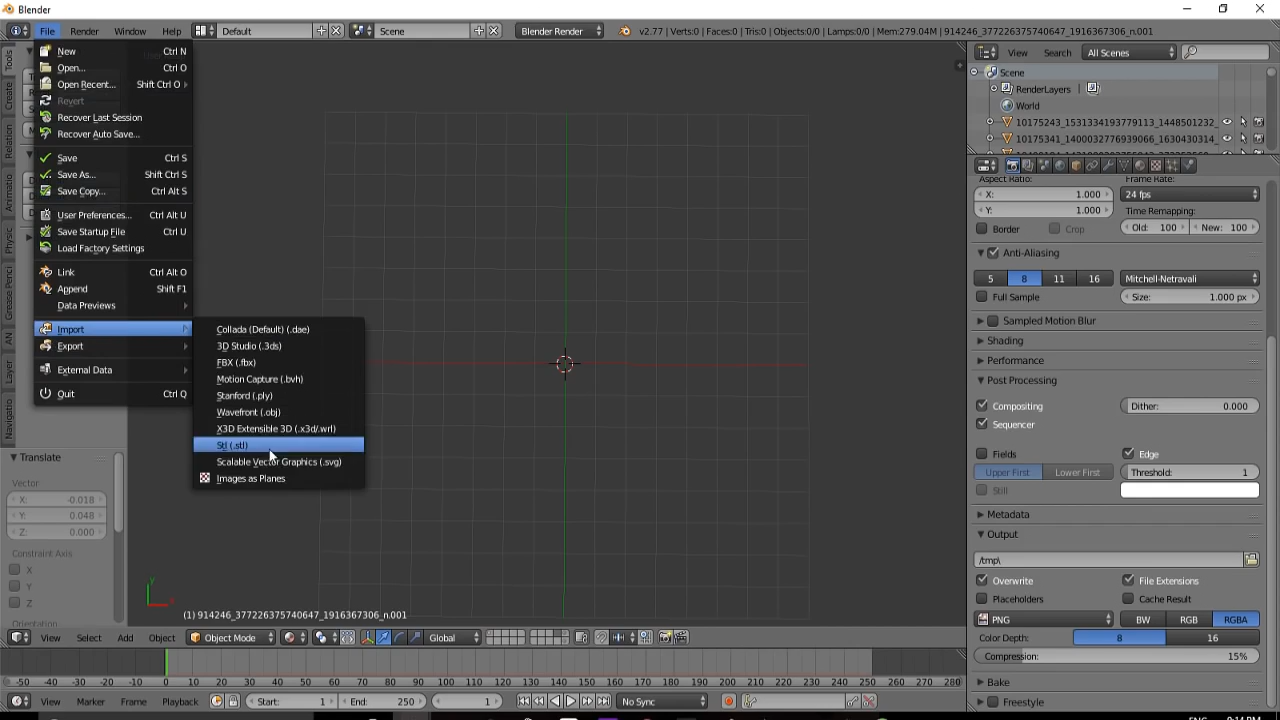 Blender
File Render Window Help Default Scene Blender Render v2.77 | Verts:0 | Faces:0 | Tris:0 | Objects:0/0 | Lamps:0/0 | Mem:279.04M | 914246_377226375740647_1916367306_n.001
New Ctrl N
Open... Ctrl O
Open Recent... Shift Ctrl O
Revert
Recover Last Session
Recover Auto Save...
Save Ctrl S
Save As... Shift Ctrl S
Save Copy... Ctrl Alt S
User Preferences... Ctrl Alt U
Save Startup File Ctrl U
Load Factory Settings
Link Ctrl Alt O
Append Shift F1
Data Previews
Import
Export
External Data
Quit Ctrl Q
Collada (Default) (.dae)
3D Studio (.3ds)
FBX (.fbx)
Motion Capture (.bvh)
Stanford (.ply)
Wavefront (.obj)
X3D Extensible 3D (.x3d/.wrl)
Stl (.stl)
Scalable Vector Graphics (.svg)
Images as Planes
Tools
Create
Relation
Animatio
Physic
Grease Penci
AN
Layer
Navigatio
Translate
Vector
X: -0.018
Y: 0.048
Z: 0.000
Constraint Axis
X
Y
Z
Orientation
Y
X
(1) 914246_377226375740647_1916367306_n.001
View Select Add Object Object Mode Global
-50 -40 -30 -20 -10 0 10 20 30 40 50 60 70 80 90 100 110 120 130 140 150 160 170 180 190 200 210 220 230 240 250 260 270 280
View Marker Frame Playback Start: 1 End: 250 1 No Sync
View Search All Scenes
Scene
RenderLayers
World
10175243_1531334193779113_1448501232_
10175341_1400032776939066_1630430314_
Aspect Ratio: Frame Rate:
X: 1.000 24 fps
Y: 1.000 Time Remapping:
Border Crop Old: 100 New: 100
Anti-Aliasing
5 8 11 16 Mitchell-Netravali
Full Sample Size: 1.000 px
Sampled Motion Blur
Shading
Performance
Post Processing
Compositing Dither: 0.000
Sequencer
Fields Edge
Upper First Lower First Threshold: 1
Still
Metadata
Output
/tmp\
Overwrite File Extensions
Placeholders Cache Result
PNG BW RGB RGBA
Color Depth: 8 16
Compression: 15%
Bake
Freestyle